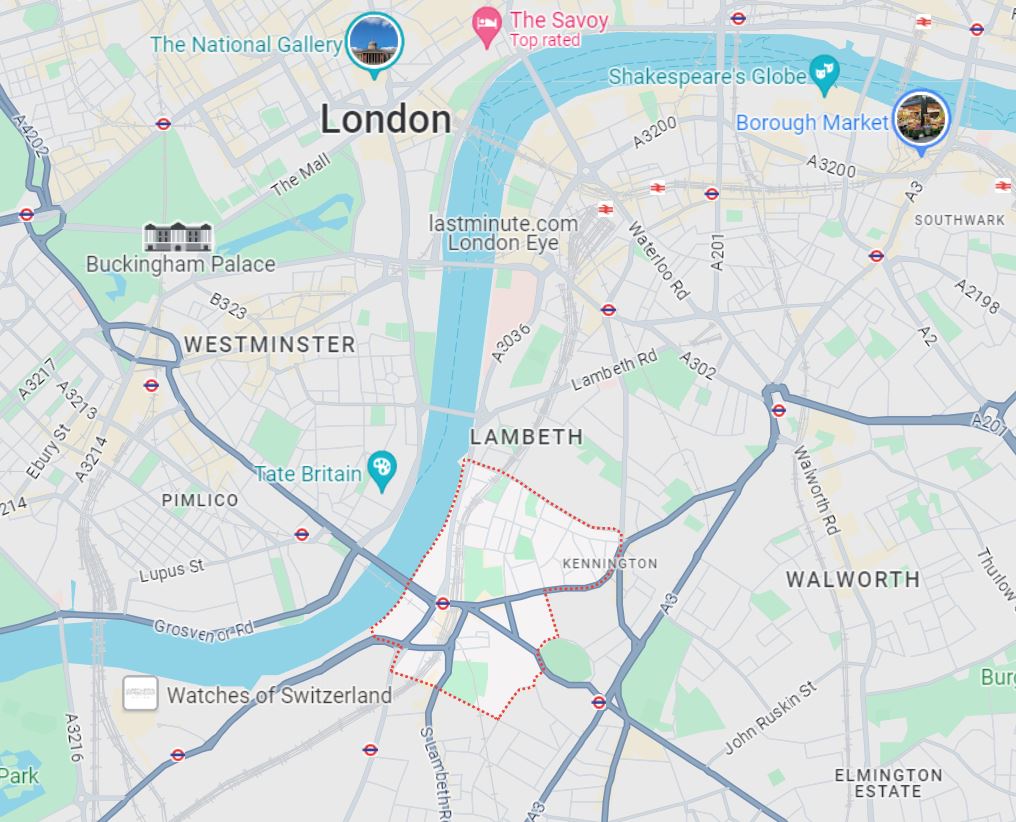 The Savoy
Top rated
The National Gallery
Shakespeare's Globe
London
Borough Market
A4202
A3200
A3200
The Mall
A3
SOUTHWARK
lastminute.com
London Eye
Waterloo Rd
A201
Buckingham Palace
B323
A2198
A3036
A2
WESTMINSTER
Lambeth Rd
A302
A3217
A3213
A201
LAMBETH
Ebury St
A3214
Tate Britain
Walworth Rd
PIMLICO
214
KENNINGTON
Lupus St
WALWORTH
Thurlow
A3
Grosvenor Rd
Watches of Switzerland
Burg
A3216
John Ruskin St
S Lambeth R
Park
ELMINGTON
ESTATE
A3